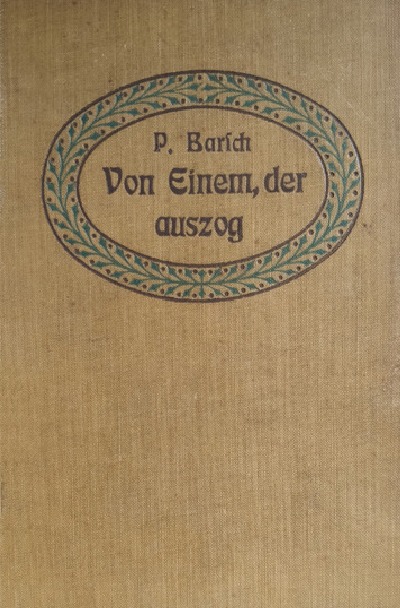 P. Barſch
Von Einem, der
auszog